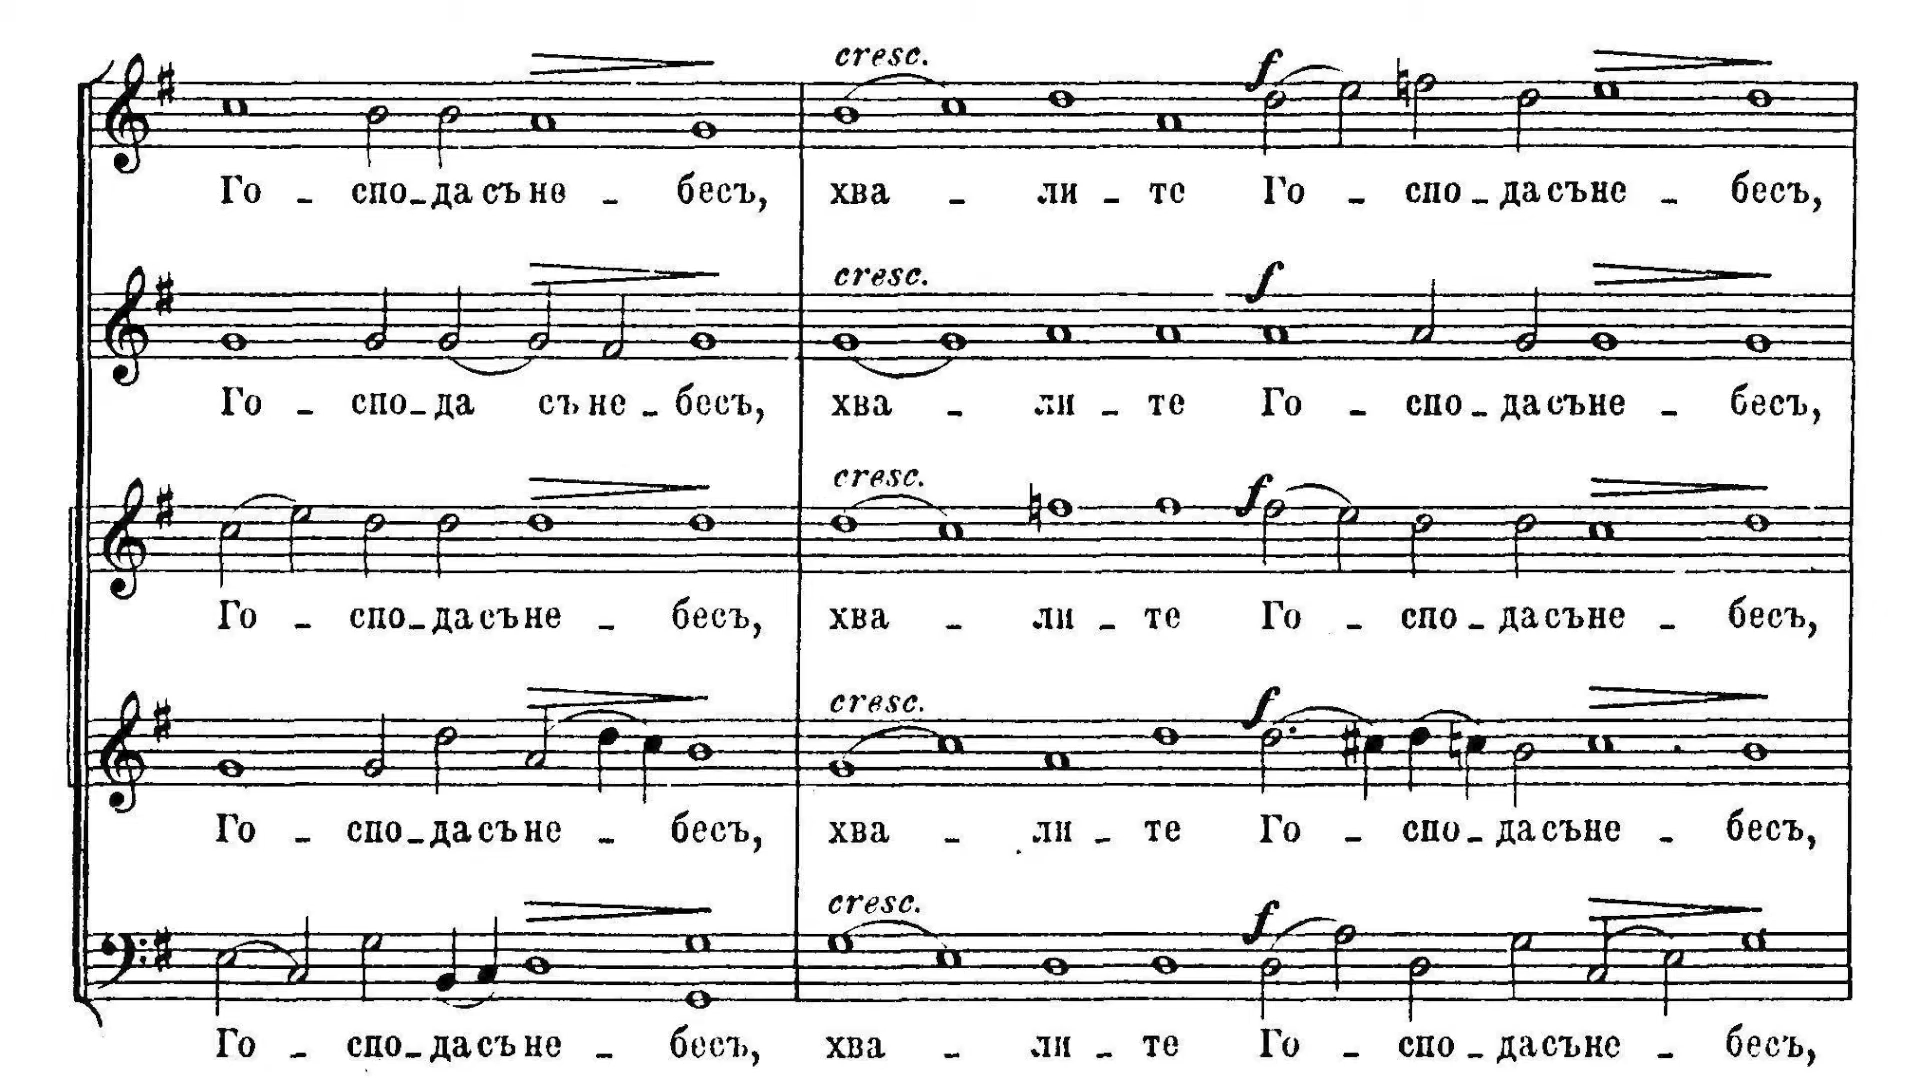 cresc.
f
Го - спо-да съ не - бесъ, хва - ли - те Го - спо-да съ не - бесъ,
cresc.
f
Го - спо-да съ не - бесъ, хва - ли - те Го - спо-да съ не - бесъ,
cresc.
f
Го - спо-да съ не - бесъ, хва - ли - те Го - спо-да съ не - бесъ,
cresc.
f
Го - спо-да съ не - бесъ, хва - ли - те Го - спо-да съ не - бесъ,
cresc.
f
Го - спо-да съ не - бесъ, хва - ли - те Го - спо-да съ не - бесъ,